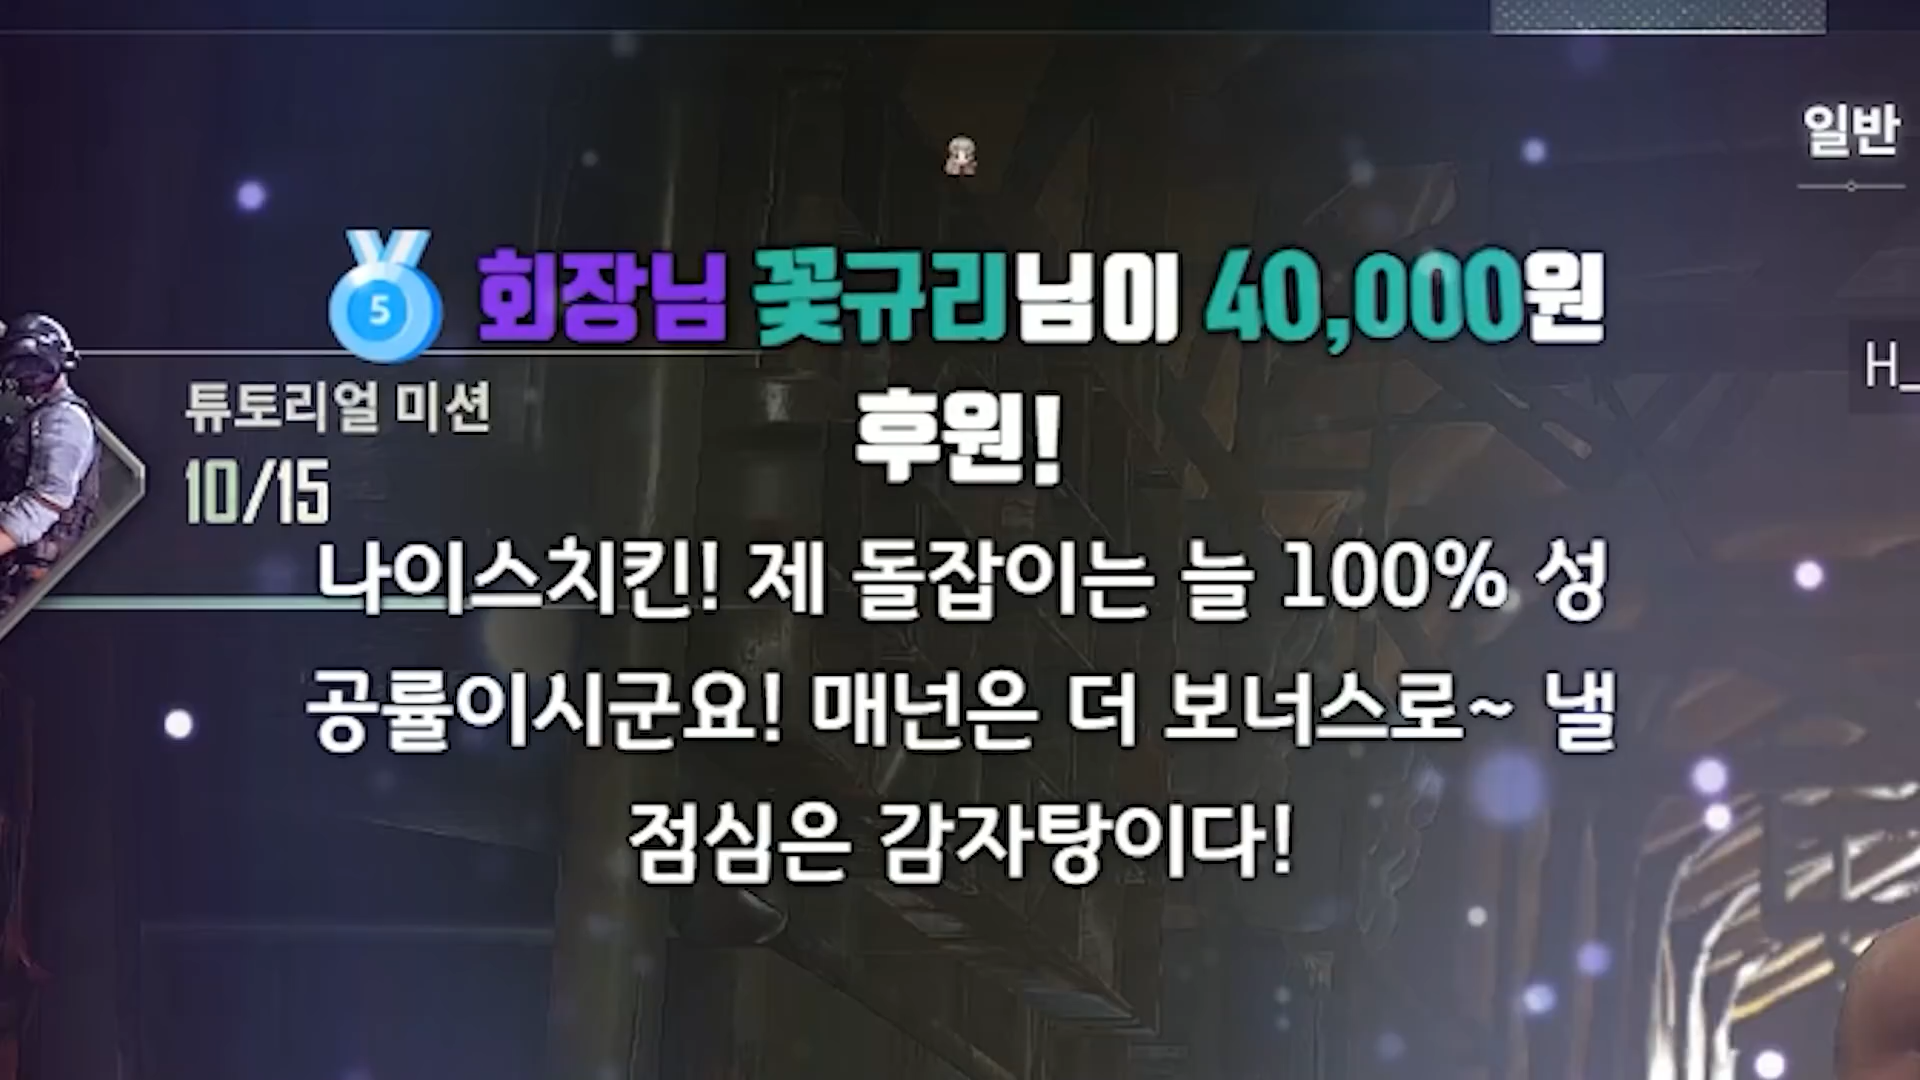 일반
5 회장님 꽃규리님이 40,000원
후원!
H_
튜토리얼 미션
10/15
나이스치킨! 제 돌잡이는 늘 100% 성
공률이시군요! 매넌은 더 보너스로~ 낼
점심은 감자탕이다!